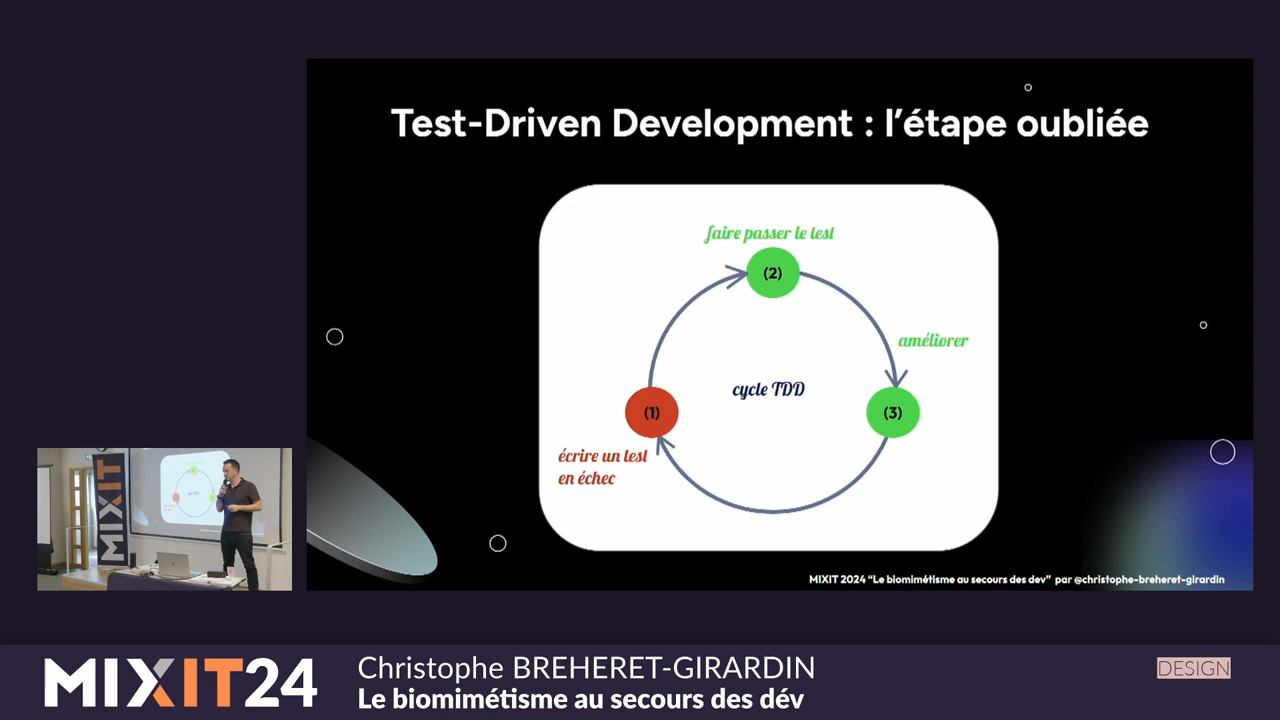 Test-Driven Development : l'étape oubliée
faire passer le test
(2)
améliorer
cycle TDD
(1)
(3)
écrire un test
en échec
MIXIT
MIXIT 2024 “Le biomimétisme au secours des dev” par @christophe-breheret-girardin
MIXIT24
Christophe BREHERET-GIRARDIN
Le biomimétisme au secours des dév
DESIGN